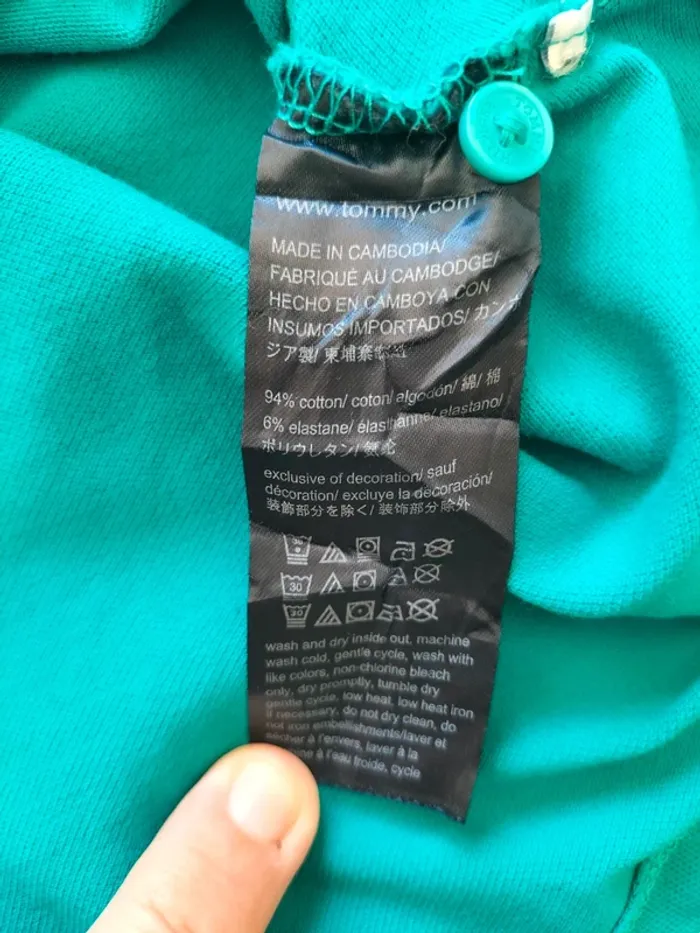 www.tommy.com
MADE IN CAMBODIA/
FABRIQUÉ AU CAMBODGE/
HECHO EN CAMBOYA CON
INSUMOS IMPORTADOS/ カンボ
ジア製/ 柬埔寨制造
94% cotton/ coton/ algodón/ 綿/ 棉
6% elastane/ élasthanne/ elastano/
ポリウレタン/ 氨纶
exclusive of decoration/ sauf
décoration/ excluye la decoración/
装飾部分を除く/ 装饰部分除外
30
30
30
wash and dry inside out, machine
wash cold, gentle cycle, wash with
like colors, non-chlorine bleach
only, dry promptly, tumble dry
gentle cycle, low heat, low heat iron
if necessary, do not dry clean, do
not iron embellishments/laver et
sécher à l'envers, laver à la
à l'eau froide, cycle